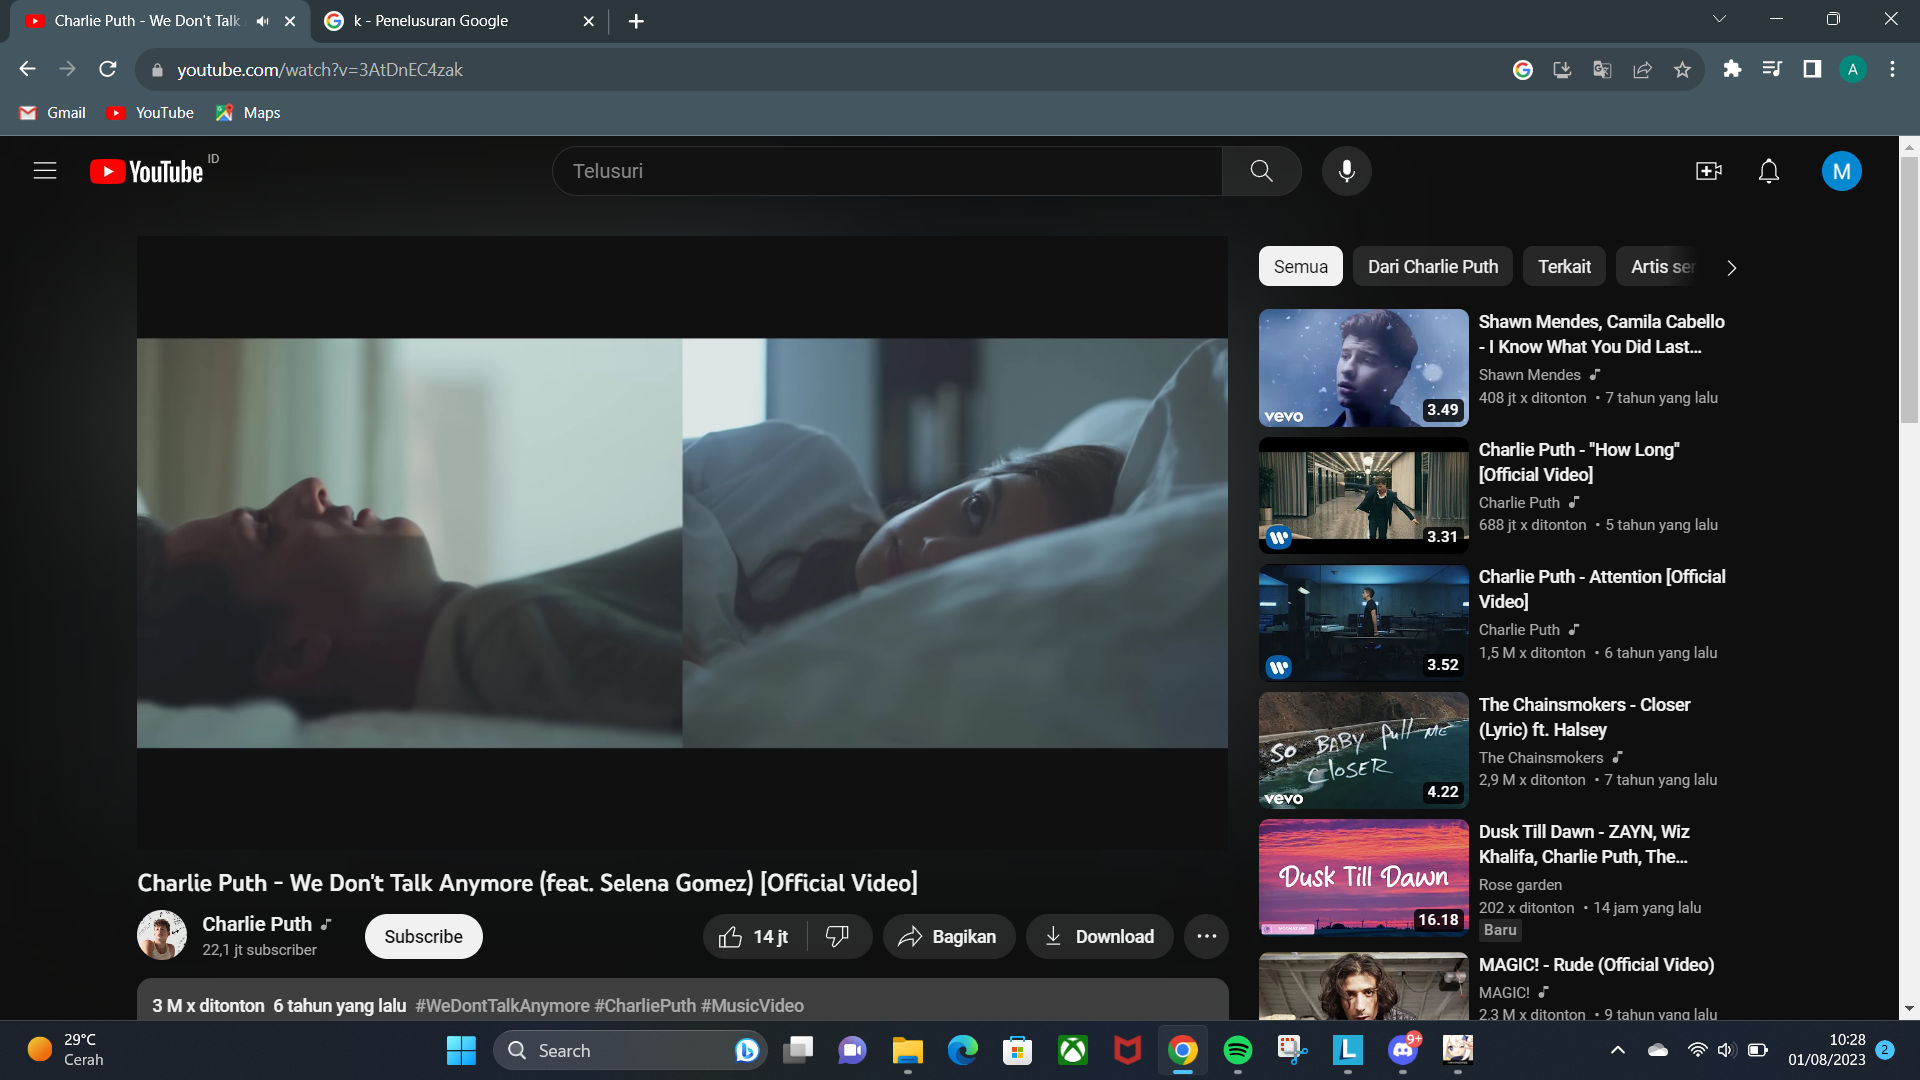 Charlie Puth - We Don't Talk
k - Penelusuran Google
youtube.com/watch?v=3AtDnEC4zak
A
Gmail
YouTube
Maps
YouTube ID
Telusuri
M
Semua
Dari Charlie Puth
Terkait
Artis ser
Shawn Mendes, Camila Cabello
- I Know What You Did Last...
Shawn Mendes
408 jt x ditonton • 7 tahun yang lalu
vevo
3.49
Charlie Puth - "How Long"
[Official Video]
Charlie Puth
688 jt x ditonton • 5 tahun yang lalu
3.31
Charlie Puth - Attention [Official
Video]
Charlie Puth
1,5 M x ditonton • 6 tahun yang lalu
3.52
The Chainsmokers - Closer
(Lyric) ft. Halsey
The Chainsmokers
2,9 M x ditonton • 7 tahun yang lalu
SO BABY Pull ME
CLOSER
vevo
4.22
Dusk Till Dawn - ZAYN, Wiz
Khalifa, Charlie Puth, The...
Rose garden
202 x ditonton • 14 jam yang lalu
Baru
Dusk Till Dawn
16.18
MAGIC! - Rude (Official Video)
MAGIC!
2,3 M x ditonton • 9 tahun yang lalu
Charlie Puth - We Don't Talk Anymore (feat. Selena Gomez) [Official Video]
Charlie Puth
22,1 jt subscriber
Subscribe
14 jt
Bagikan
Download
3 M x ditonton 6 tahun yang lalu #WeDontTalkAnymore #CharliePuth #MusicVideo
29°C
Cerah
Search
L
9+
10:28
01/08/2023
2